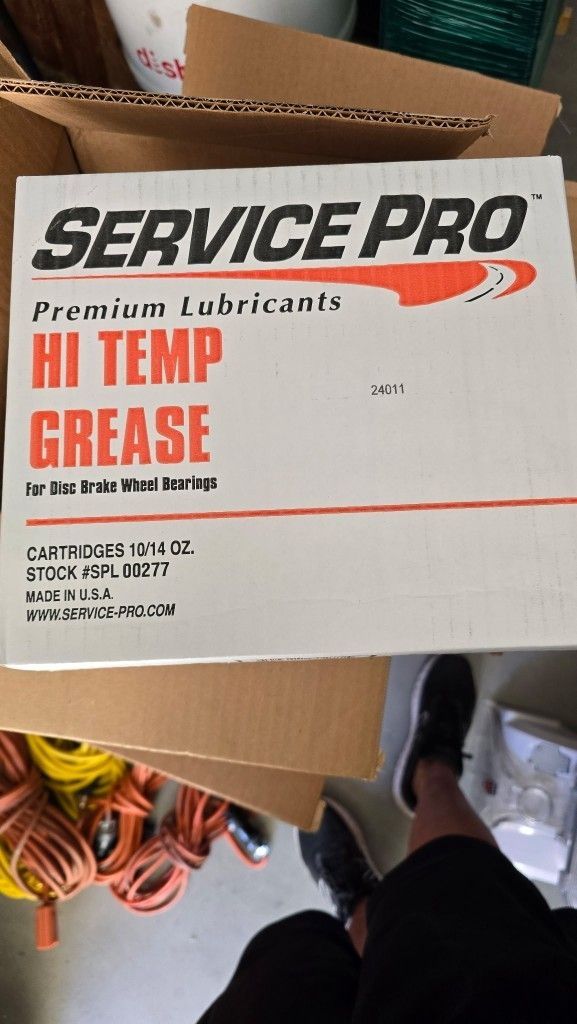 SERVICE PRO™
Premium Lubricants
HI TEMP
GREASE
24011
For Disc Brake Wheel Bearings
CARTRIDGES 10/14 OZ.
STOCK #SPL 00277
MADE IN U.S.A.
WWW.SERVICE-PRO.COM